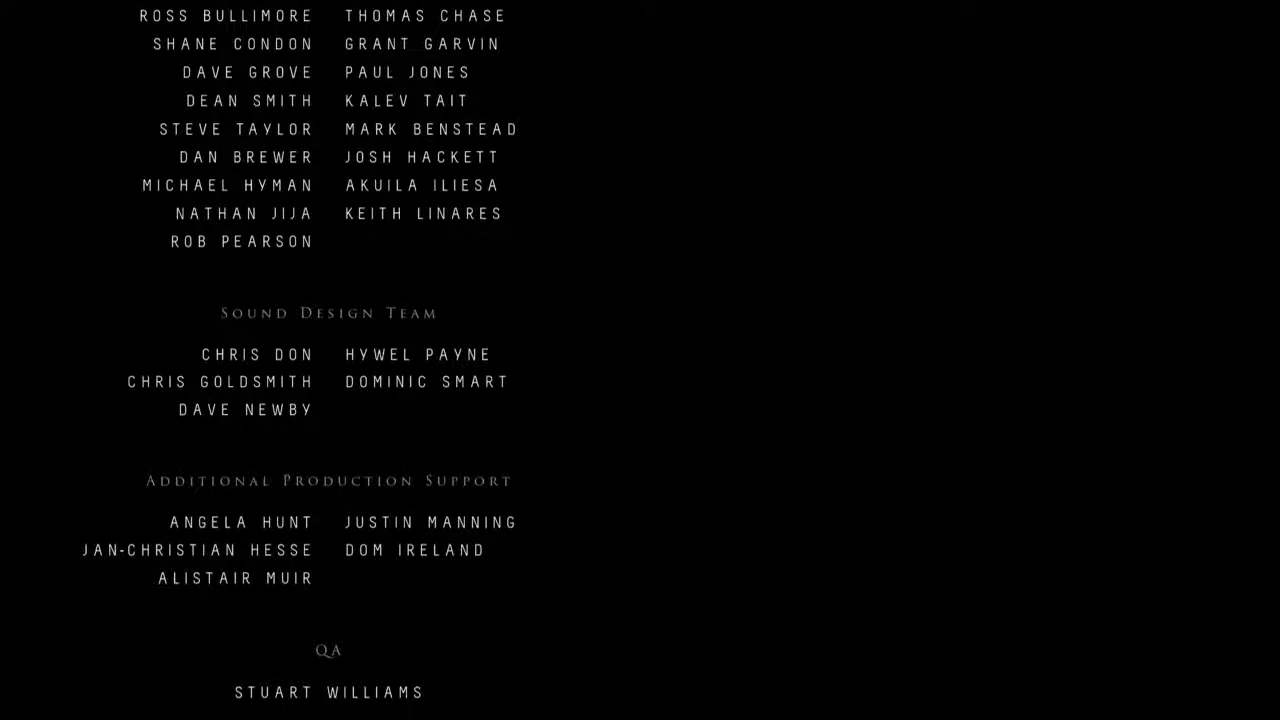 ROSS BULLIMORE THOMAS CHASE
SHANE CONDON GRANT GARVIN
DAVE GROVE PAUL JONES
DEAN SMITH KALEV TAIT
STEVE TAYLOR MARK BENSTEAD
DAN BREWER JOSH HACKETT
MICHAEL HYMAN AKUILA ILIESA
NATHAN JIJA KEITH LINARES
ROB PEARSON
SOUND DESIGN TEAM
CHRIS DON HYWEL PAYNE
CHRIS GOLDSMITH DOMINIC SMART
DAVE NEWBY
ADDITIONAL PRODUCTION SUPPORT
ANGELA HUNT JUSTIN MANNING
JAN-CHRISTIAN HESSE DOM IRELAND
ALISTAIR MUIR
QA
STUART WILLIAMS